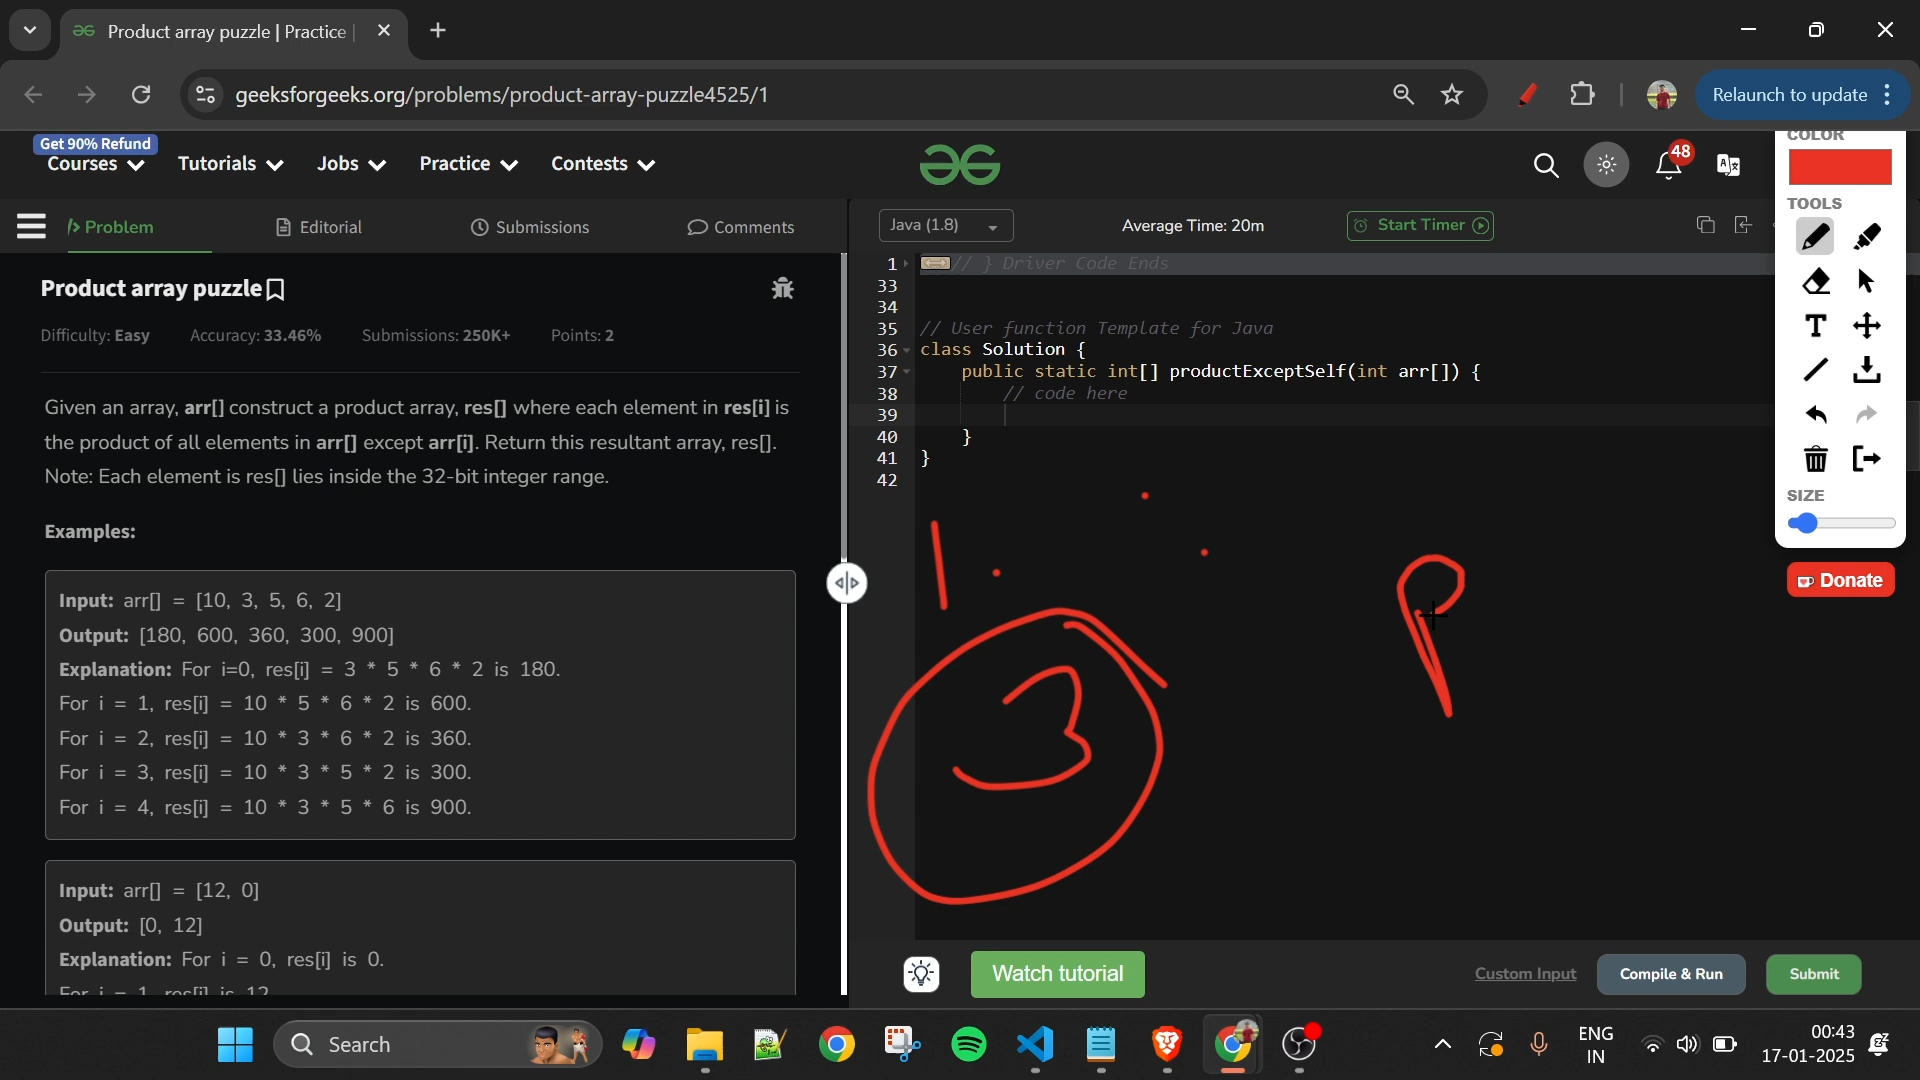 Product array puzzle | Practice |
geeksforgeeks.org/problems/product-array-puzzle4525/1
Relaunch to update
Get 90% Refund
Courses
Tutorials
Jobs
Practice
Contests
48
COLOR
TOOLS
SIZE
Donate
Problem
Editorial
Submissions
Comments
Java (1.8)
Average Time: 20m
Start Timer
Product array puzzle
Difficulty: Easy
Accuracy: 33.46%
Submissions: 250K+
Points: 2
Given an array, arr[] construct a product array, res[] where each element in res[i] is
the product of all elements in arr[] except arr[i]. Return this resultant array, res[].
Note: Each element is res[] lies inside the 32-bit integer range.
Examples:
Input: arr[] = [10, 3, 5, 6, 2]
Output: [180, 600, 360, 300, 900]
Explanation: For i=0, res[i] = 3 * 5 * 6 * 2 is 180.
For i = 1, res[i] = 10 * 5 * 6 * 2 is 600.
For i = 2, res[i] = 10 * 3 * 6 * 2 is 360.
For i = 3, res[i] = 10 * 3 * 5 * 2 is 300.
For i = 4, res[i] = 10 * 3 * 5 * 6 is 900.
Input: arr[] = [12, 0]
Output: [0, 12]
Explanation: For i = 0, res[i] is 0.
For i = 1, res[i] is 12
1 // } Driver Code Ends
33
34
35 // User function Template for Java
36 class Solution {
37 public static int[] productExceptSelf(int arr[]) {
38 // code here
39
40 }
41 }
42
1
3
P
Watch tutorial
Custom Input
Compile & Run
Submit
Search
ENG
IN
00:43
17-01-2025